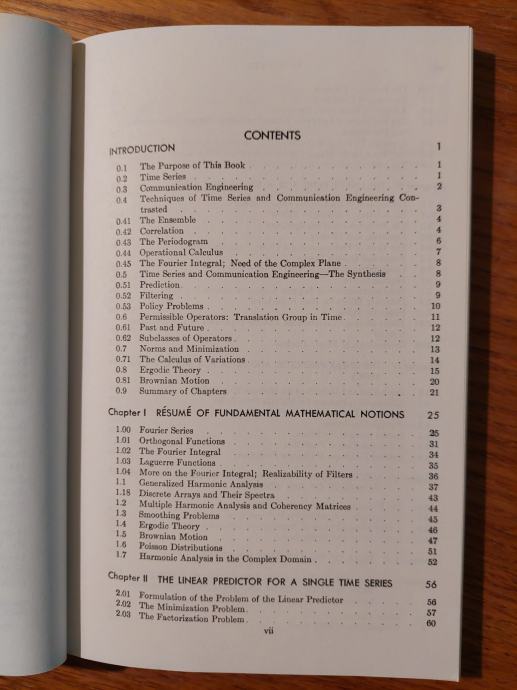 CONTENTS
INTRODUCTION 1
0.1 The Purpose of This Book . 1
0.2 Time Series . 1
0.3 Communication Engineering . 2
0.4 Techniques of Time Series and Communication Engineering Con-
trasted . 3
0.41 The Ensemble . 4
0.42 Correlation . 4
0.43 The Periodogram . 6
0.44 Operational Calculus . 7
0.45 The Fourier Integral; Need of the Complex Plane . 8
0.5 Time Series and Communication Engineering—The Synthesis . 8
0.51 Prediction . 9
0.52 Filtering . 9
0.53 Policy Problems . 10
0.6 Permissible Operators: Translation Group in Time . 11
0.61 Past and Future . 12
0.62 Subclasses of Operators . 12
0.7 Norms and Minimization . 13
0.71 The Calculus of Variations . 14
0.8 Ergodic Theory . 15
0.81 Brownian Motion . 20
0.9 Summary of Chapters . 21
Chapter I RÉSUMÉ OF FUNDAMENTAL MATHEMATICAL NOTIONS 25
1.00 Fourier Series . 25
1.01 Orthogonal Functions . 31
1.02 The Fourier Integral . 34
1.03 Laguerre Functions . 35
1.04 More on the Fourier Integral; Realizability of Filters . 36
1.1 Generalized Harmonic Analysis . 37
1.18 Discrete Arrays and Their Spectra . 43
1.2 Multiple Harmonic Analysis and Coherency Matrices . 44
1.3 Smoothing Problems . 45
1.4 Ergodic Theory . 46
1.5 Brownian Motion . 47
1.6 Poisson Distributions . 51
1.7 Harmonic Analysis in the Complex Domain . 52
Chapter II THE LINEAR PREDICTOR FOR A SINGLE TIME SERIES 56
2.01 Formulation of the Problem of the Linear Predictor . 56
2.02 The Minimization Problem . 57
2.03 The Factorization Problem . 60
vii